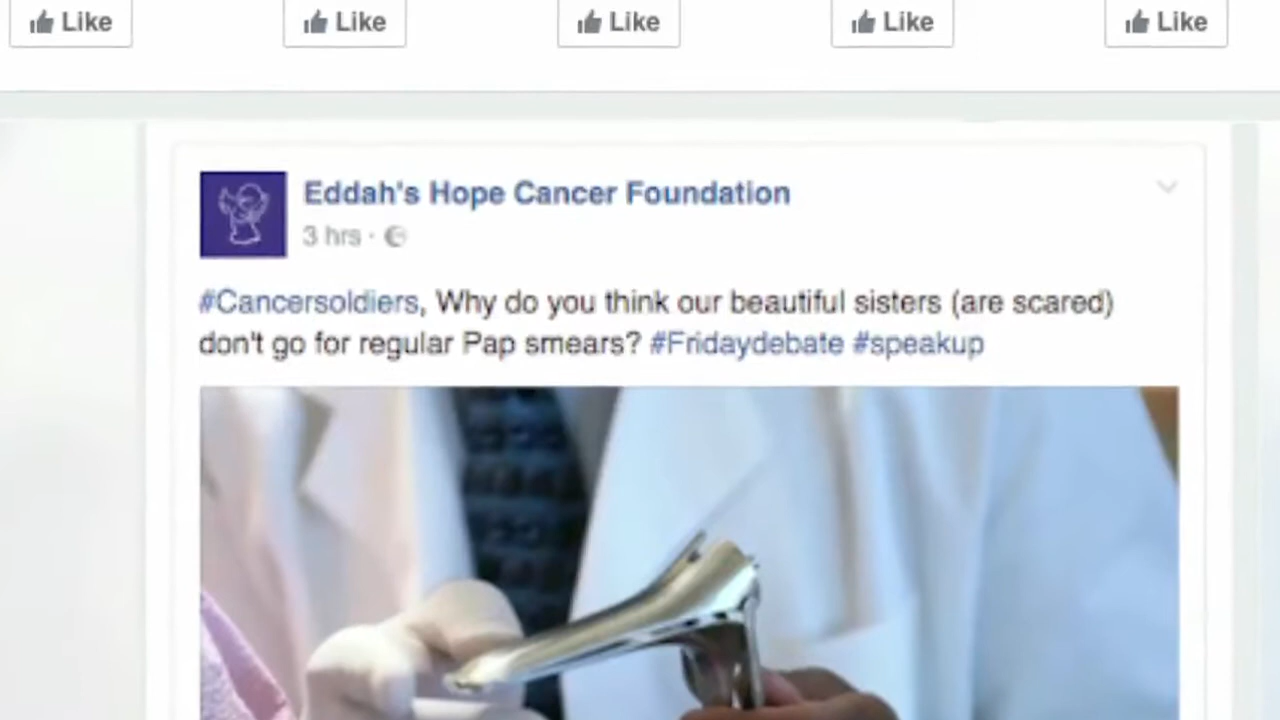 Like Like Like Like Like
Eddah's Hope Cancer Foundation
3 hrs ·
#Cancersoldiers, Why do you think our beautiful sisters (are scared)
don't go for regular Pap smears? #Fridaydebate #speakup